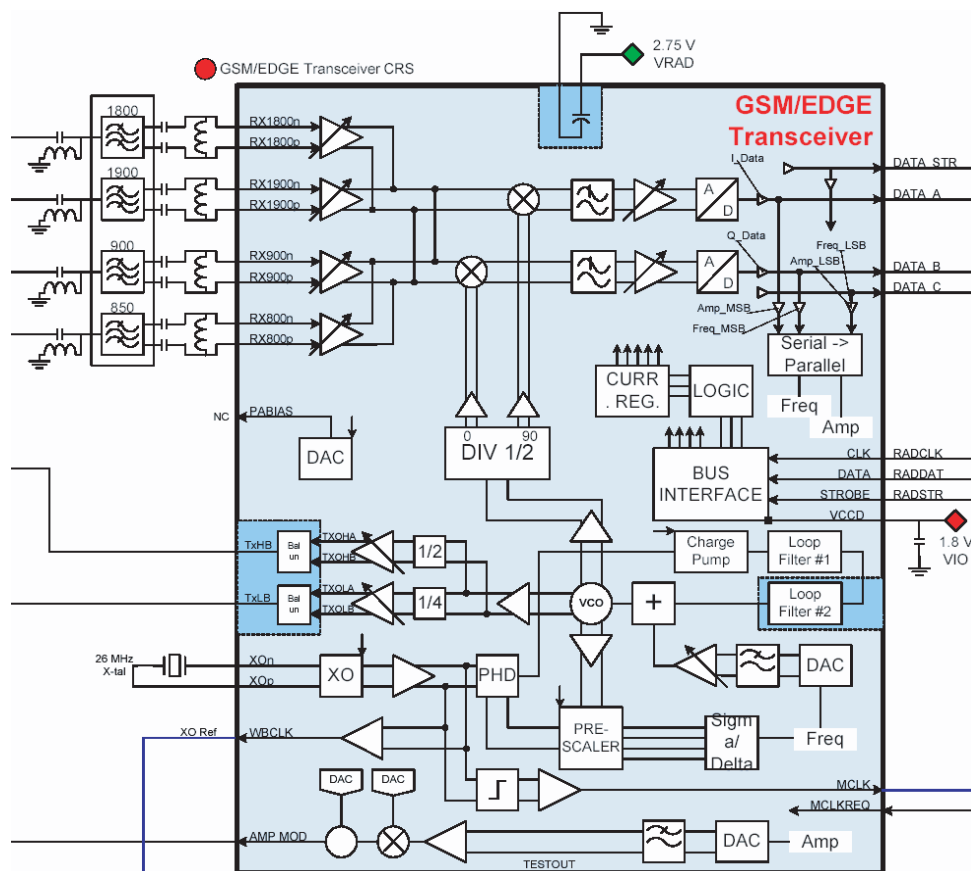 2.75 V
VRAD
GSM/EDGE Transceiver CRS
GSM/EDGE
Transceiver
1800
RX1800n
RX1800p
I_Data
DATA_STR
1900
RX1900n
RX1900p
A
D
DATA_A
900
RX900n
RX900p
Q_Data
Freq_LSB
Amp_LSB
A
D
DATA_B
DATA_C
850
RX800n
RX800p
Amp_MSB
Freq_MSB
Serial ->
Parallel
CURR
. REG.
LOGIC
Freq
Amp
NC
PABIAS
DAC
0
90
DIV 1/2
BUS
INTERFACE
CLK
RADCLK
DATA
RADDAT
STROBE
RADSTR
VCCD
1.8 V
VIO
TxHB
Bal
un
TXOHA
TXOHB
1/2
Charge
Pump
Loop
Filter #1
TxLB
Bal
un
TXOLA
TXOLB
1/4
VCO
+
Loop
Filter #2
26 MHz
X-tal
XOn
XOp
XO
PHD
DAC
XO Ref
WBCLK
PRE-
SCALER
Sigm
a/
Delta
Freq
DAC
DAC
MCLK
MCLKREQ
AMP MOD
DAC
Amp
TESTOUT